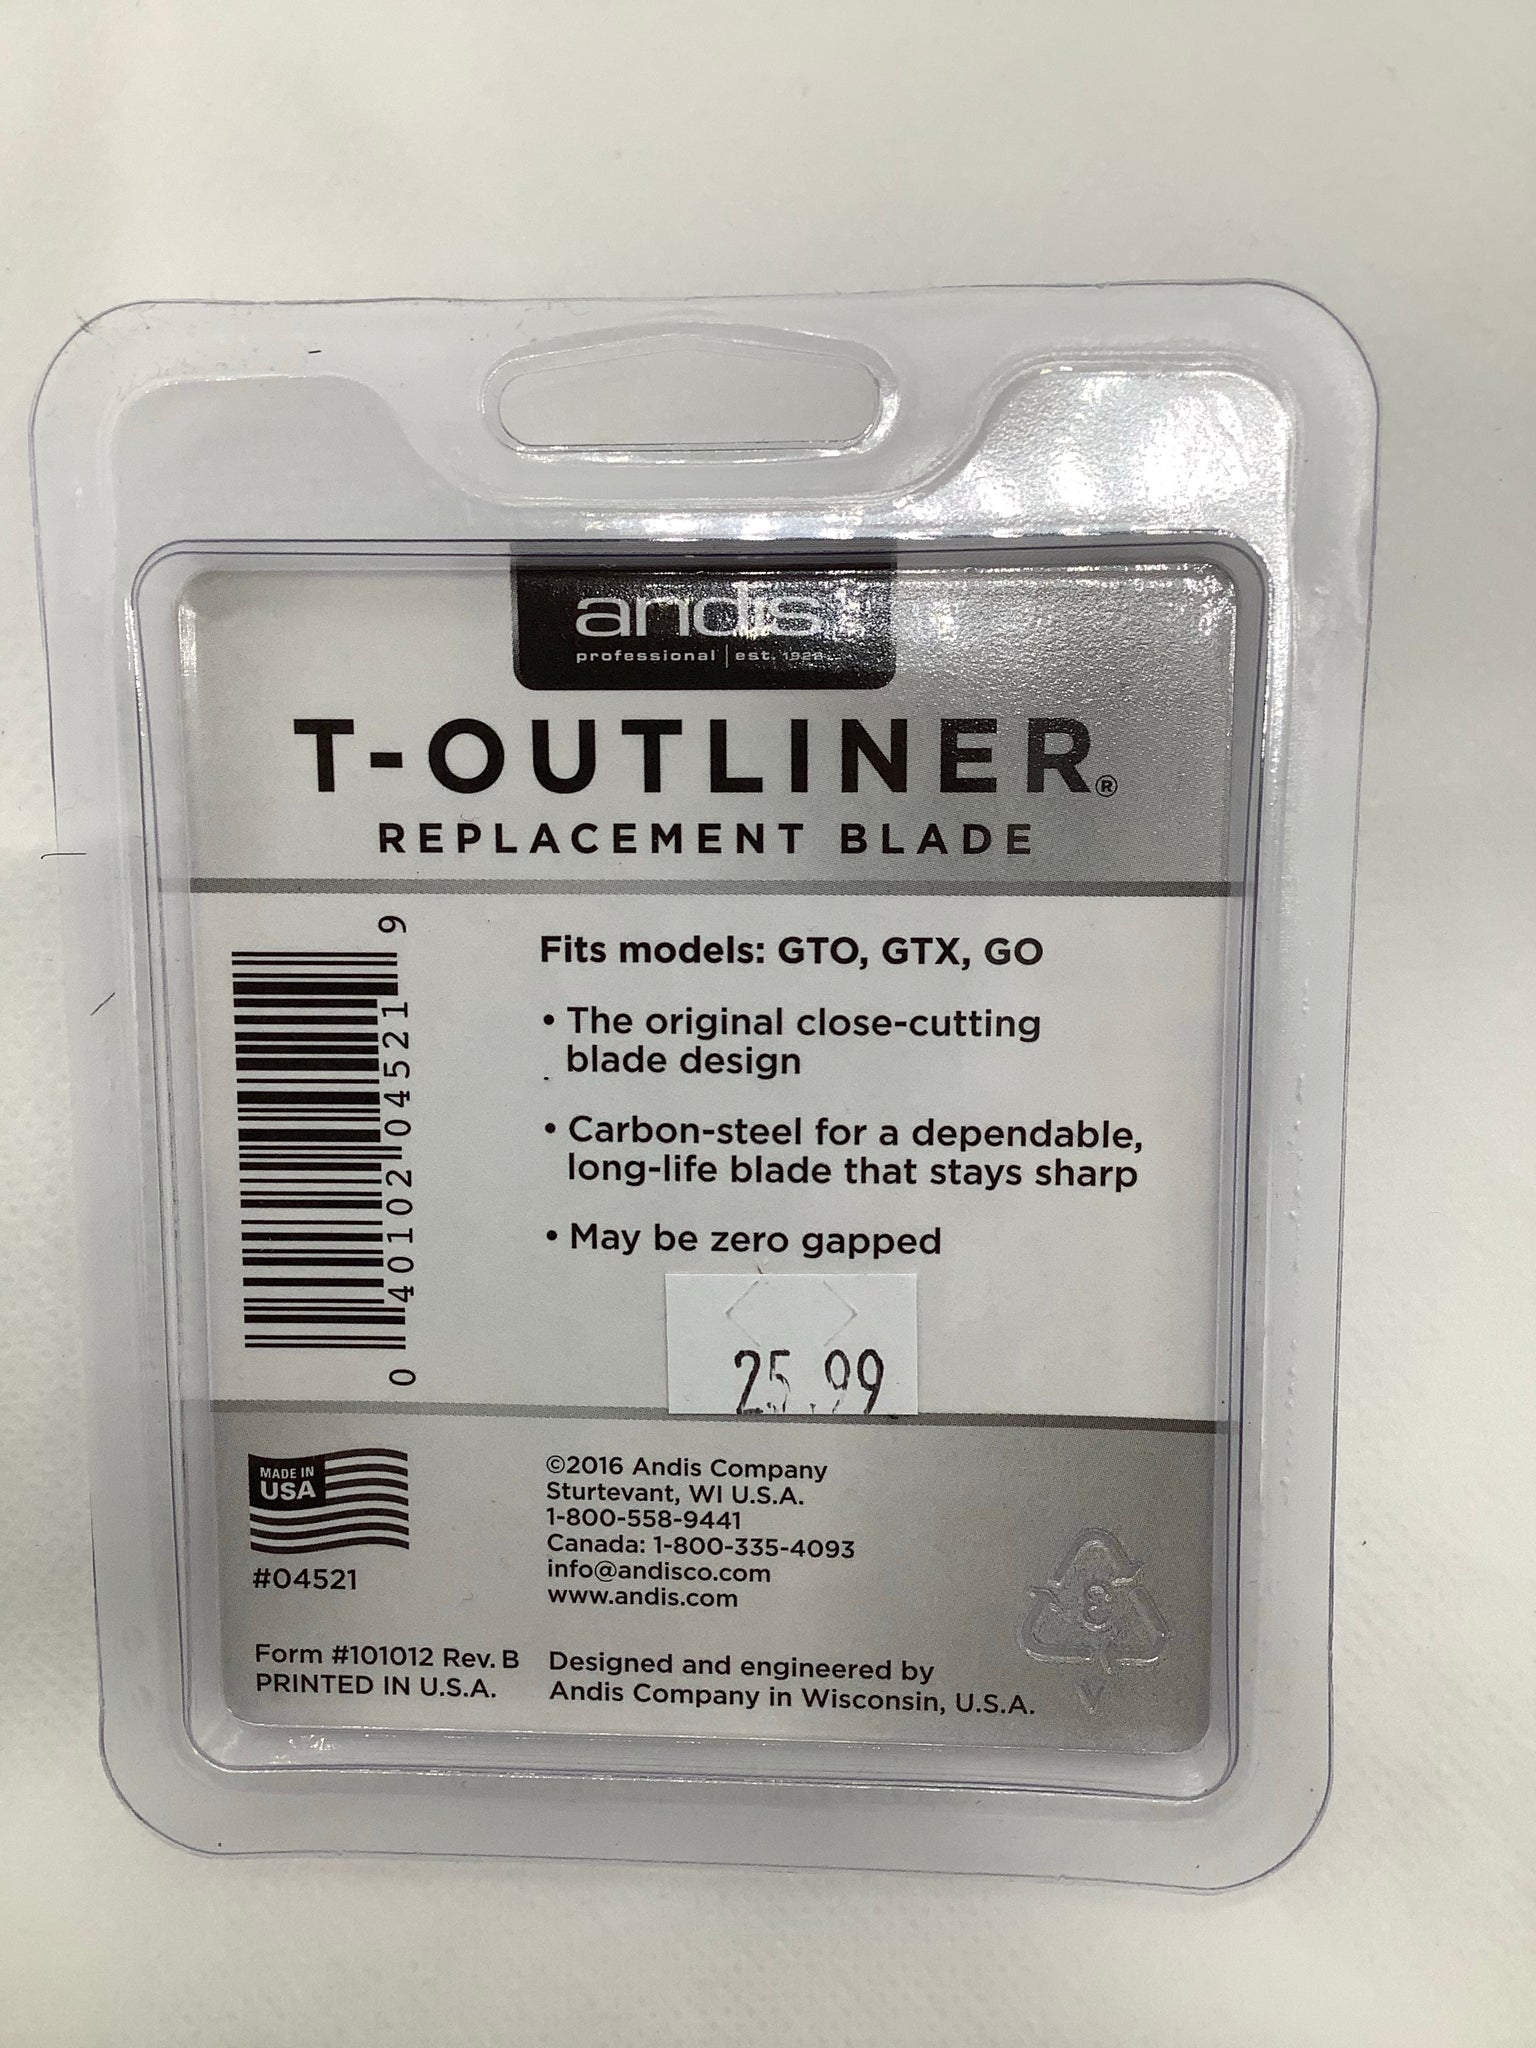 andis
professional | est. 1922
T-OUTLINER®
REPLACEMENT BLADE
Fits models: GTO, GTX, GO
• The original close-cutting
blade design
• Carbon-steel for a dependable,
long-life blade that stays sharp
• May be zero gapped
0 40102 04521 9
25.99
MADE IN
USA
#04521
©2016 Andis Company
Sturtevant, WI U.S.A.
1-800-558-9441
Canada: 1-800-335-4093
info@andisco.com
www.andis.com
Form #101012 Rev. B
PRINTED IN U.S.A.
Designed and engineered by
Andis Company in Wisconsin, U.S.A.
3
V